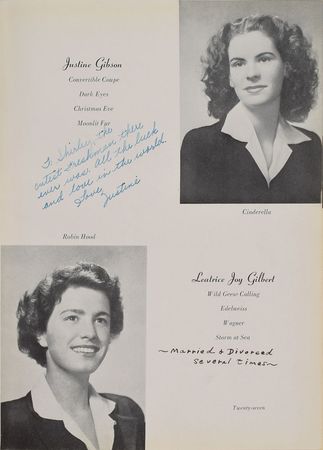 Justine Gibson
Convertible Coupe
Dark Eyes
Christmas Eve
Moonlit Fur
To Shirley, the
cutest freshman there
ever was. All the luck
and love in the world.
Love,
Justine
Cinderella
Robin Hood
Leatrice Joy Gilbert
Wild Geese Calling
Edelweiss
Wagner
Storm at Sea
~Married & Divorced
several times~
Twenty-seven